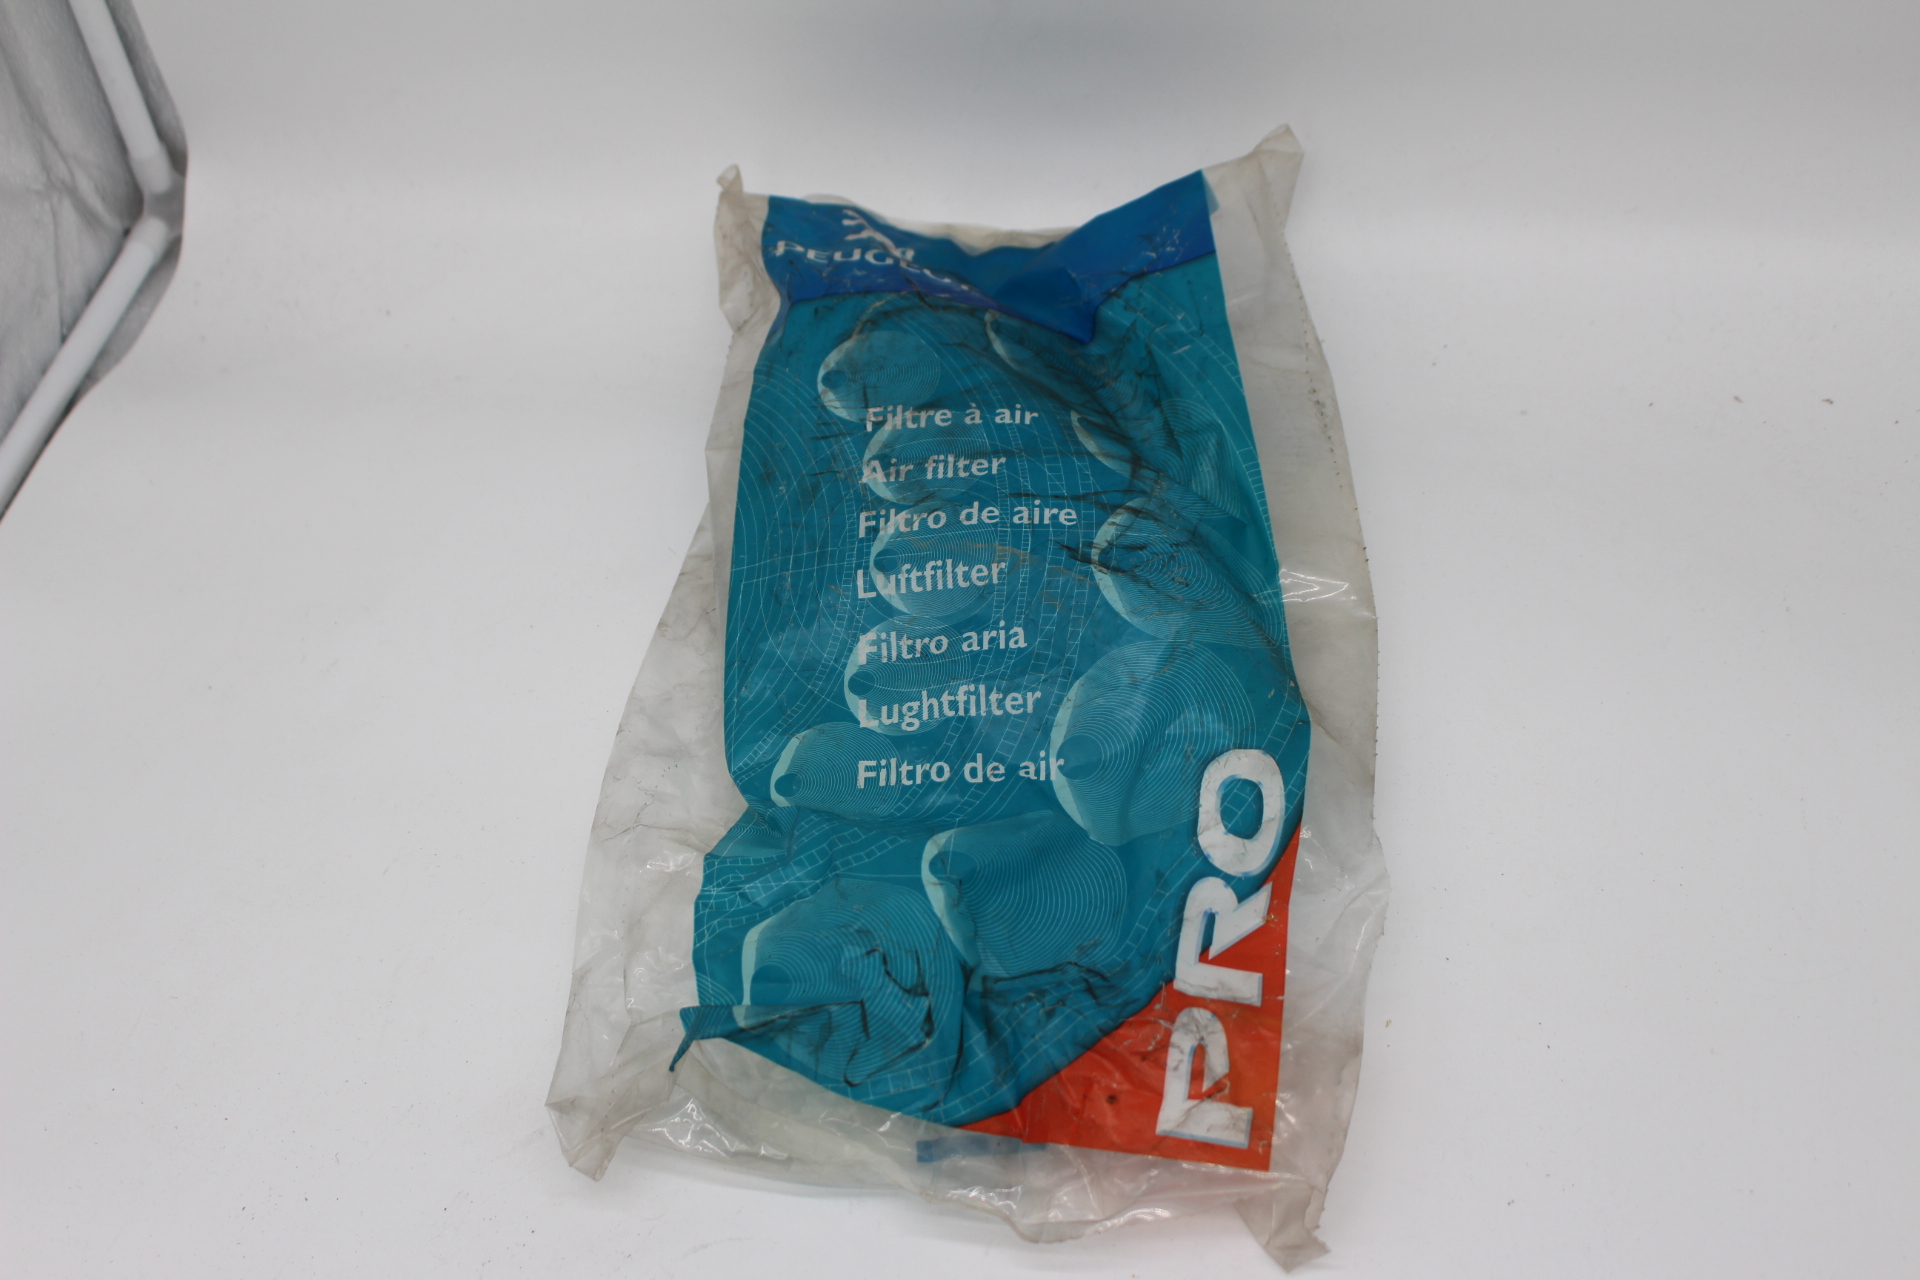 Filtre à air
Air filter
Filtro de aire
Luftfilter
Filtro aria
Lughtfilter
Filtro de air
PRO